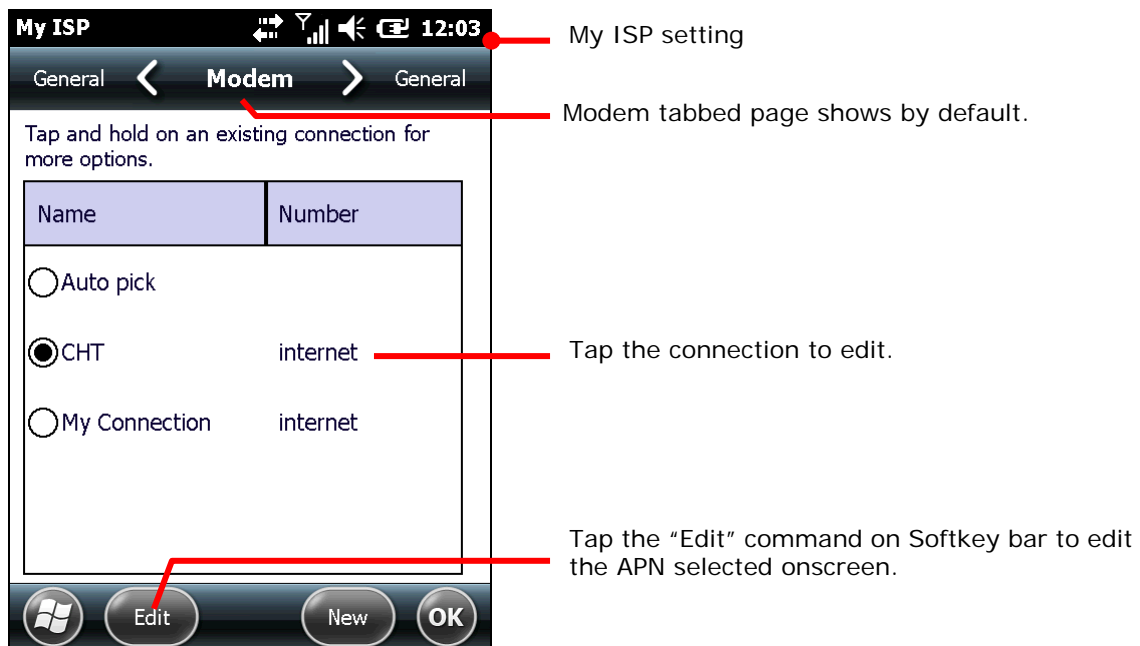 My ISP 12:03
General Modem General
Tap and hold on an existing connection for
more options.
Name Number
Auto pick
CHT internet
My Connection internet
Edit New OK
My ISP setting
Modem tabbed page shows by default.
Tap the connection to edit.
Tap the “Edit” command on Softkey bar to edit
the APN selected onscreen.